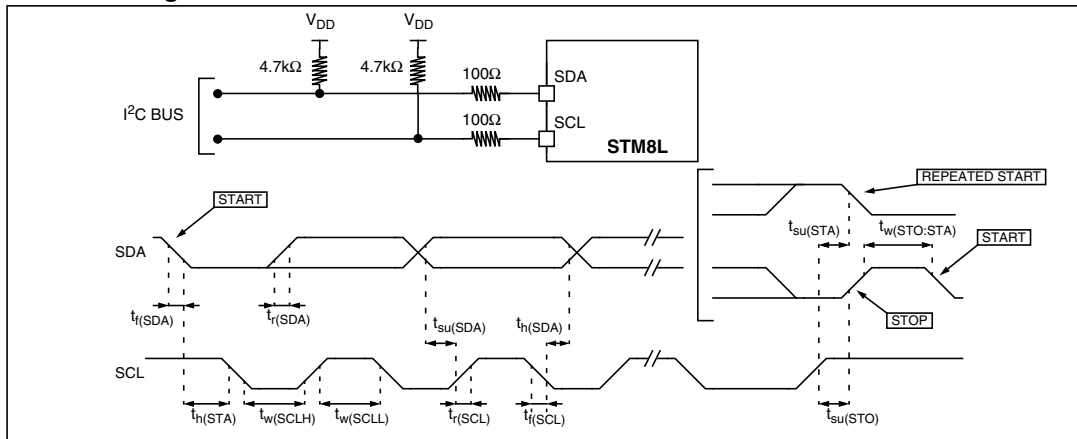 VDD VDD
4.7kΩ 4.7kΩ 100Ω SDA
I²C BUS
100Ω SCL
STM8L
REPEATED START
START
tsu(STA) tw(STO:STA)
START
SDA
tf(SDA) tr(SDA) tsu(SDA) th(SDA)
STOP
SCL
th(STA) tw(SCLH) tw(SCLL) tr(SCL) tf(SCL) tsu(STO)